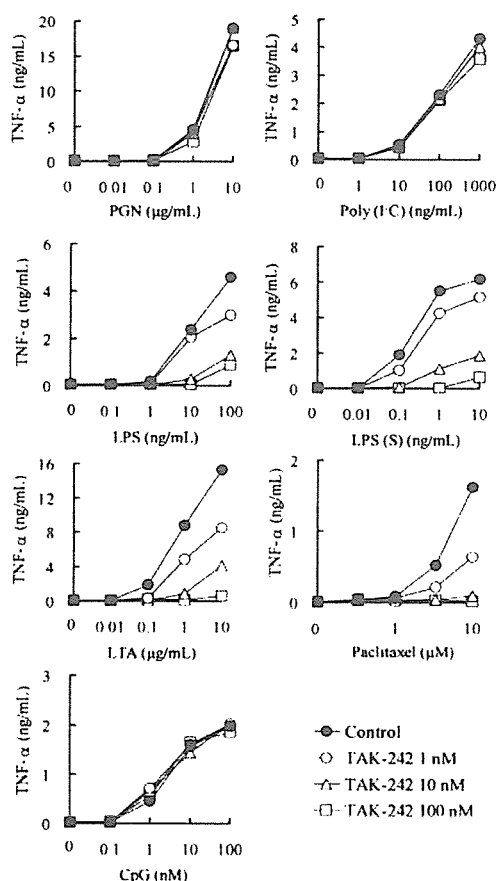 TNF-α (ng/mL)
20
15
10
5
0
0 0 01 0 1 1 10
PGN (μg/mL)
TNF-α (ng/mL)
5
4
3
2
1
0
0 1 10 100 1000
Poly (I·C) (ng/mL)
TNF-α (ng/mL)
6
4
2
0
0 0 1 1 10 100
LPS (ng/mL)
TNF-α (ng/mL)
8
6
4
2
0
0 0.01 0.1 1 10
LPS (S) (ng/mL)
TNF-α (ng/mL)
16
12
8
4
0
0 0 01 0.1 1 10
LTA (μg/mL)
TNF-α (ng/mL)
2
1
0
0 1 10
Paclitaxel (μM)
TNF-α (ng/mL)
3
2
1
0
0 0 1 1 10 100
CpG (nM)
Control
TAK-242 1 nM
TAK-242 10 nM
TAK-242 100 nM